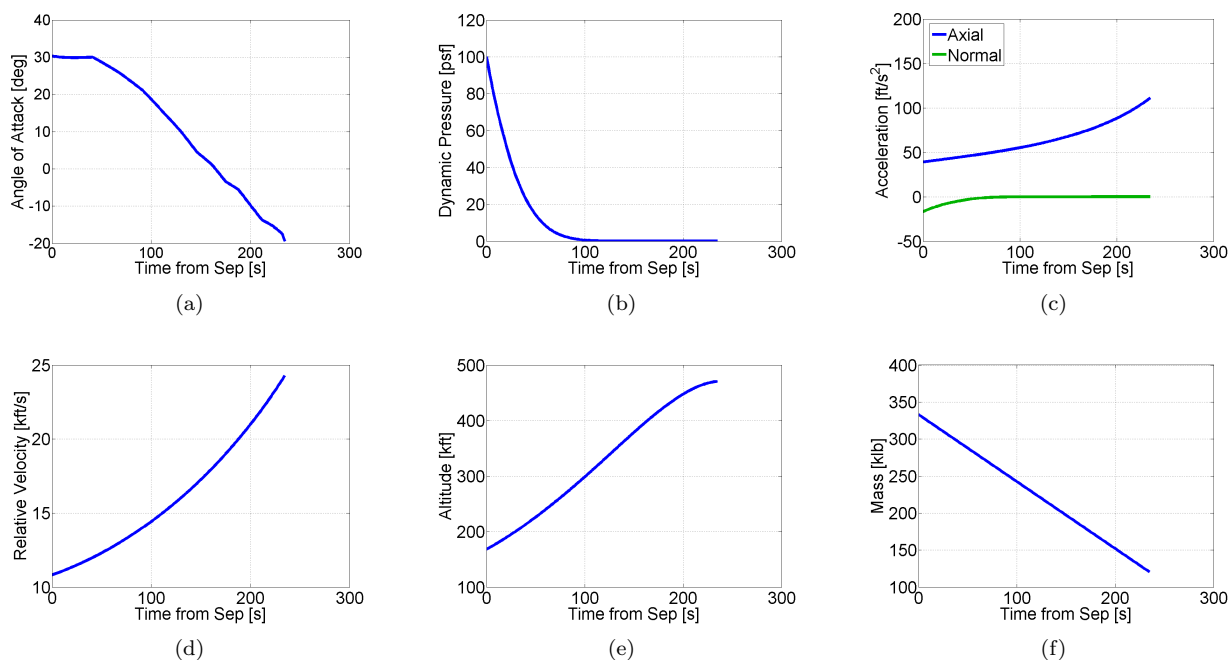 40
30
20
10
0
-10
-20
0 100 200 300
Angle of Attack [deg]
Time from Sep [s]
(a)
120
100
80
60
40
20
0
0 100 200 300
Dynamic Pressure [psf]
Time from Sep [s]
(b)
200
150
100
50
0
-50
0 100 200 300
Acceleration [ft/s²]
Axial
Normal
Time from Sep [s]
(c)
25
20
15
10
0 100 200 300
Relative Velocity [kft/s]
Time from Sep [s]
(d)
500
400
300
200
100
0 100 200 300
Altitude [kft]
Time from Sep [s]
(e)
400
350
300
250
200
150
100
0 100 200 300
Mass [klb]
Time from Sep [s]
(f)